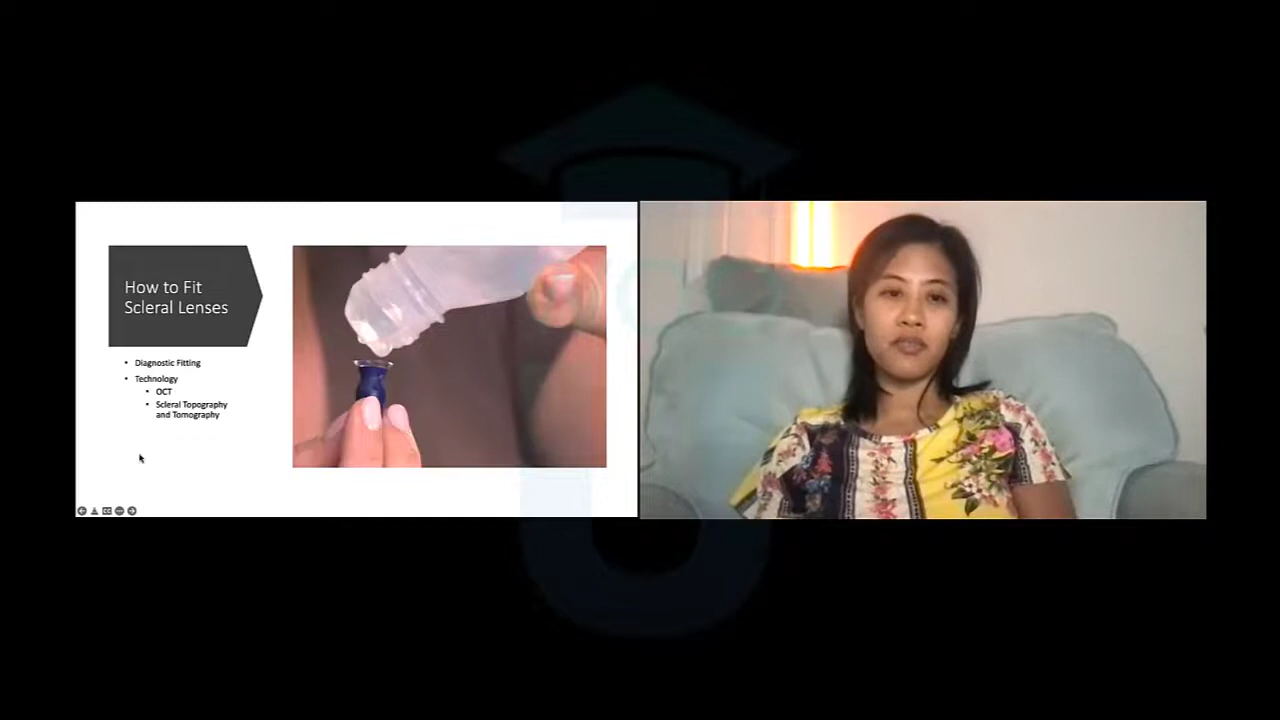 How to Fit
Scleral Lenses
• Diagnostic Fitting
• Technology
• OCT
• Scleral Topography
and Tomography